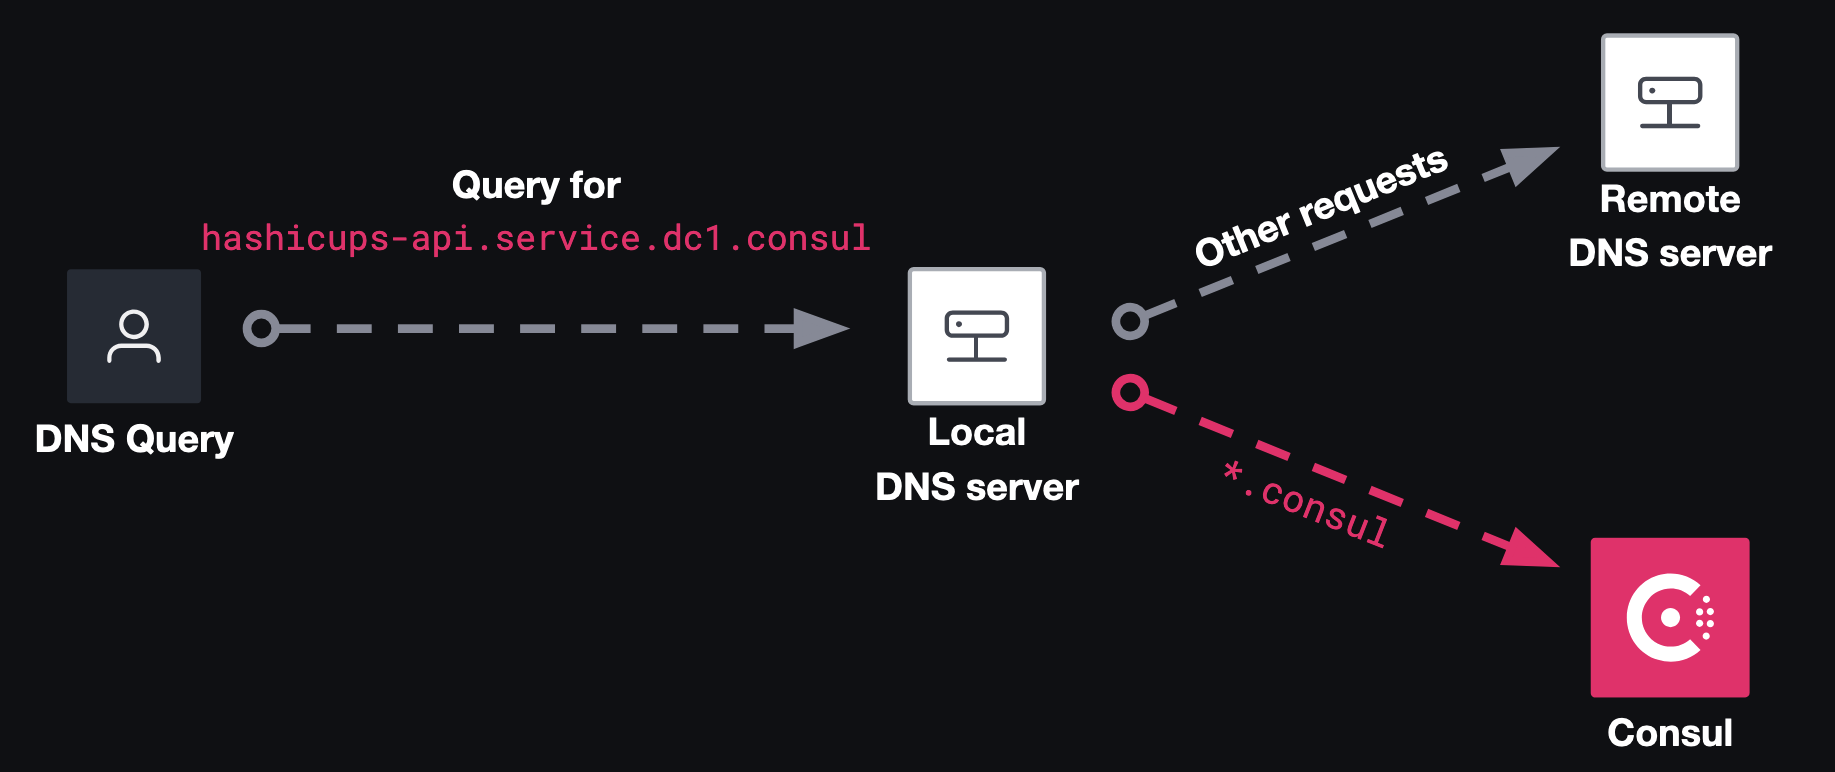 Query for
hashicups-api.service.dc1.consul
DNS Query
Local
DNS server
Other requests
Remote
DNS server
*.consul
Consul